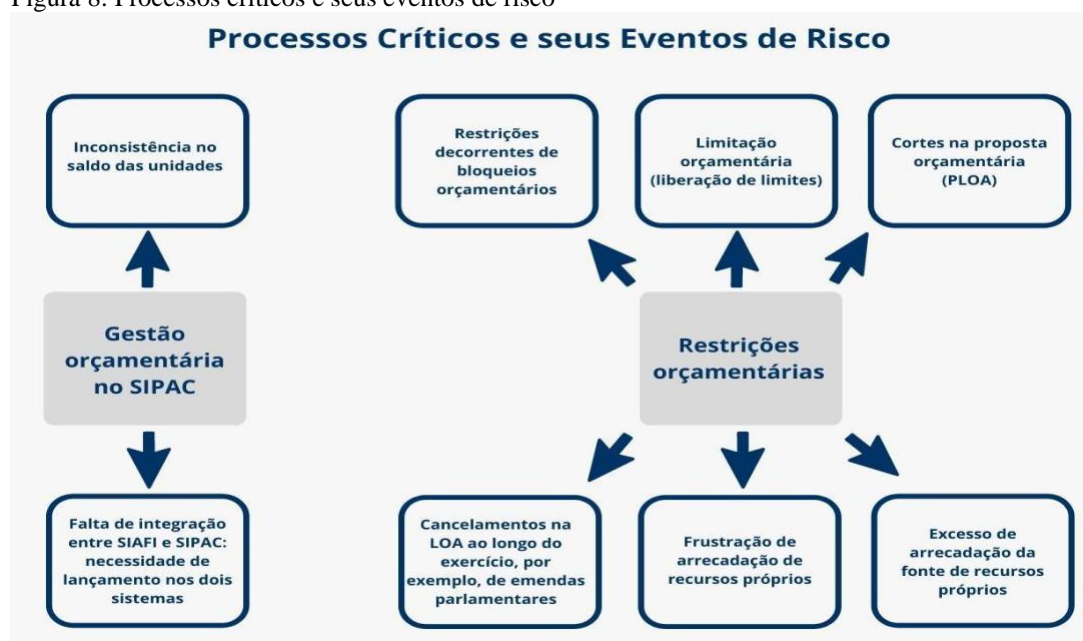 Figura 8: Processos críticos e seus eventos de risco
Processos Críticos e seus Eventos de Risco
Inconsistência no
saldo das unidades
Restrições
decorrentes de
bloqueios
orçamentários
Limitação
orçamentária
(liberação de limites)
Cortes na proposta
orçamentária
(PLOA)
Gestão
orçamentária
no SIPAC
Restrições
orçamentárias
Falta de integração
entre SIAFI e SIPAC:
necessidade de
lançamento nos dois
sistemas
Cancelamentos na
LOA ao longo do
exercício, por
exemplo, de emendas
parlamentares
Frustração de
arrecadação de
recursos próprios
Excesso de
arrecadação da
fonte de recursos
próprios